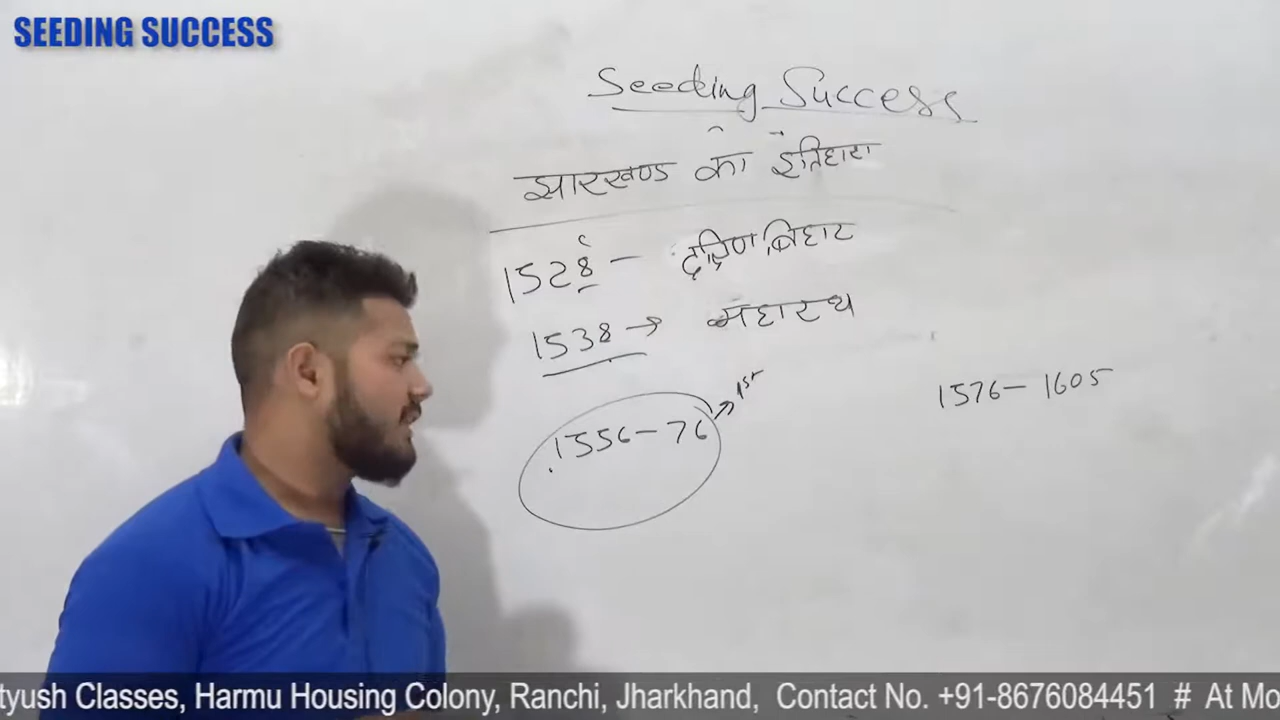 SEEDING SUCCESS
Seeding Success
झारखण्ड का इतिहास
1528 — दक्षिण बिहार
1538 → महारथ
1556 – 76 → 1st
1576 – 1605
tyush Classes, Harmu Housing Colony, Ranchi, Jharkhand, Contact No. +91-8676084451 # At Mo